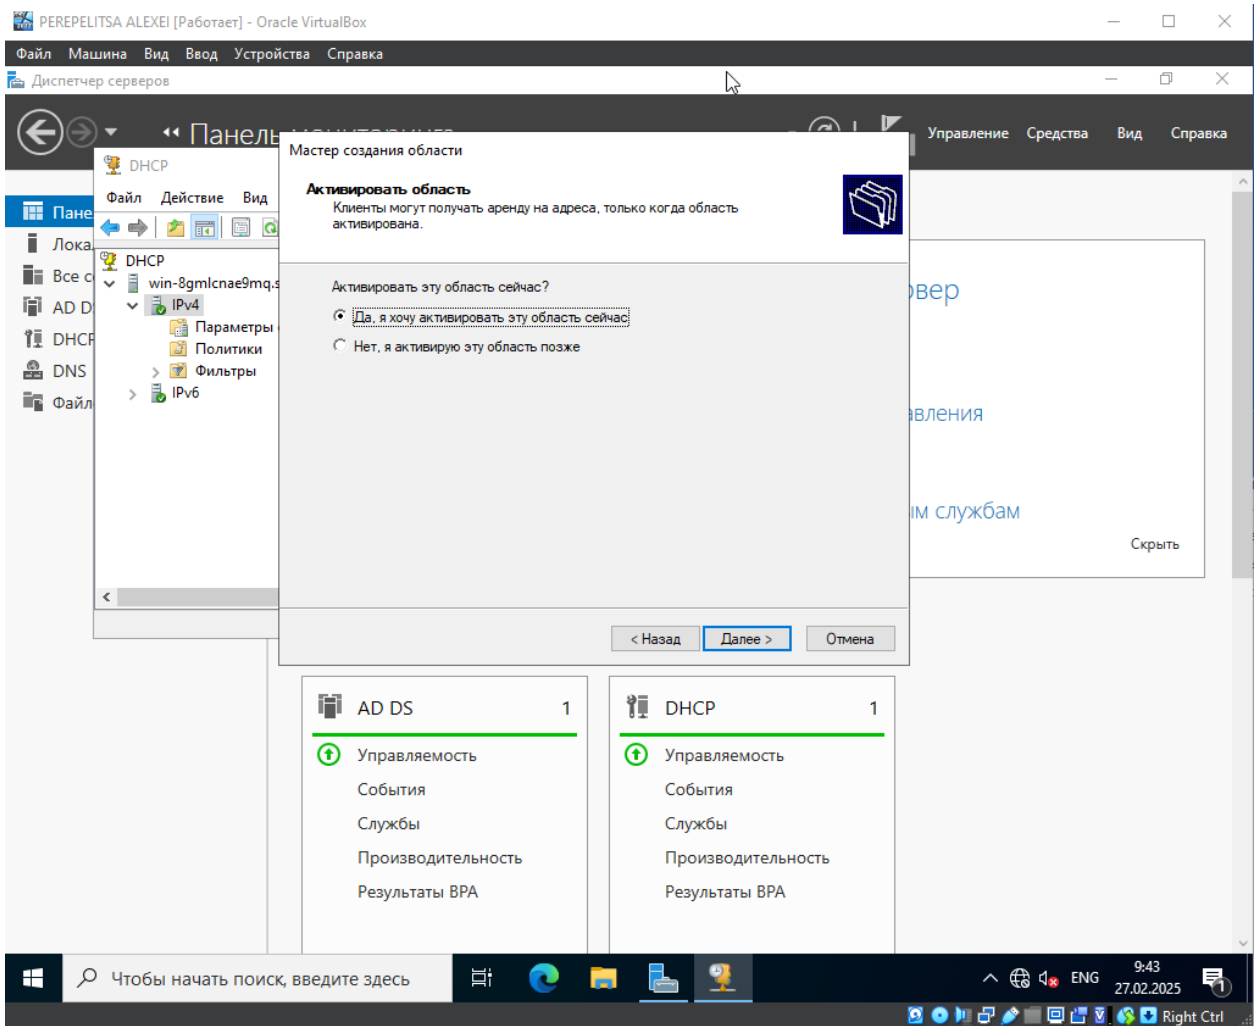 PEREPELITSA ALEXEI [Работает] - Oracle VirtualBox
Файл Машина Вид Ввод Устройства Справка
Диспетчер серверов
Панель
Управление Средства Вид Справка
DHCP
Файл Действие Вид
DHCP
win-8gmlcnae9mq.s
IPv4
Параметры
Политики
Фильтры
IPv6
Пане
Лока
Все с
AD D
DHCP
DNS
Файл
Мастер создания области
Активировать область
Клиенты могут получать аренду на адреса, только когда область
активирована.
Активировать эту область сейчас?
Да, я хочу активировать эту область сейчас
Нет, я активирую эту область позже
< Назад Далее > Отмена
рвер
авления
ым службам
Скрыть
AD DS 1
Управляемость
События
Службы
Производительность
Результаты BPA
DHCP 1
Управляемость
События
Службы
Производительность
Результаты BPA
Чтобы начать поиск, введите здесь
ENG
9:43
27.02.2025
1
Right Ctrl